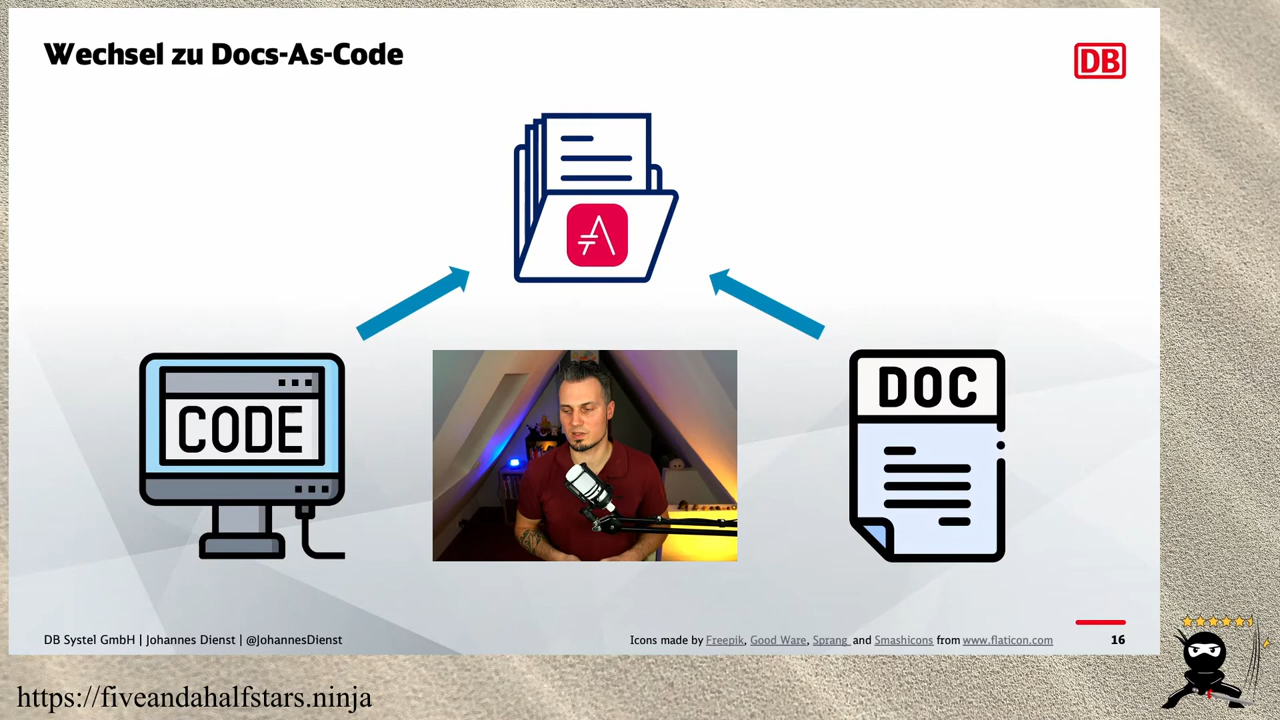 Wechsel zu Docs-As-Code
DB
CODE
DOC
DB Systel GmbH | Johannes Dienst | @JohannesDienst
Icons made by Freepik, Good Ware, Sprang and Smashicons from www.flaticon.com
16
https://fiveandahalfstars.ninja